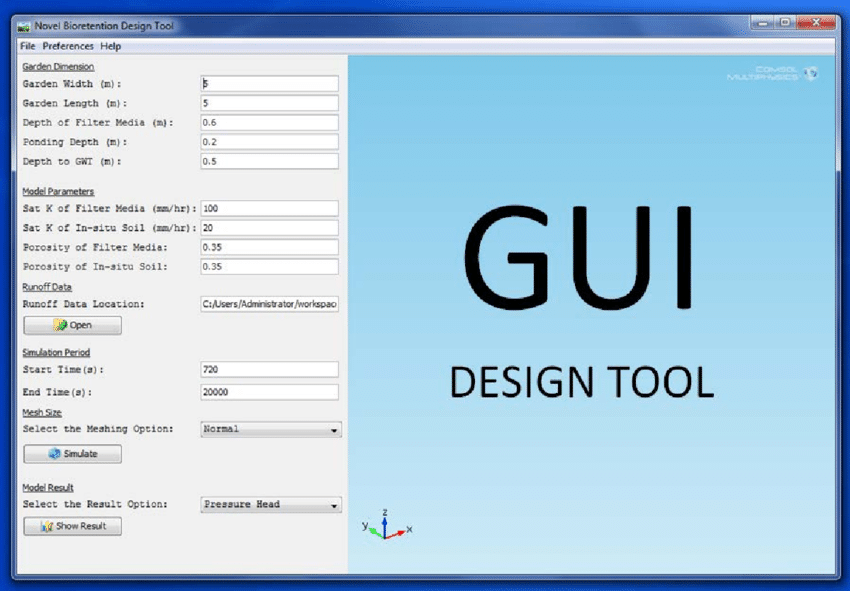 Novel Bioretention Design Tool
File Preferences Help
Garden Dimension
Garden Width (m): 5
Garden Length (m): 5
Depth of Filter Media (m): 0.6
Ponding Depth (m): 0.2
Depth to GWT (m): 0.5
Model Parameters
Sat K of Filter Media (mm/hr): 100
Sat K of In-situ Soil (mm/hr): 20
Porosity of Filter Media: 0.35
Porosity of In-situ Soil: 0.35
Runoff Data
Runoff Data Location: C:/Users/Administrator/workspac
Open
Simulation Period
Start Time(s): 720
End Time(s): 20000
Mesh Size
Select the Meshing Option: Normal
Simulate
Model Result
Select the Result Option: Pressure Head
Show Result
COMSOL
MULTIPHYSICS
GUI
DESIGN TOOL
z
y
x